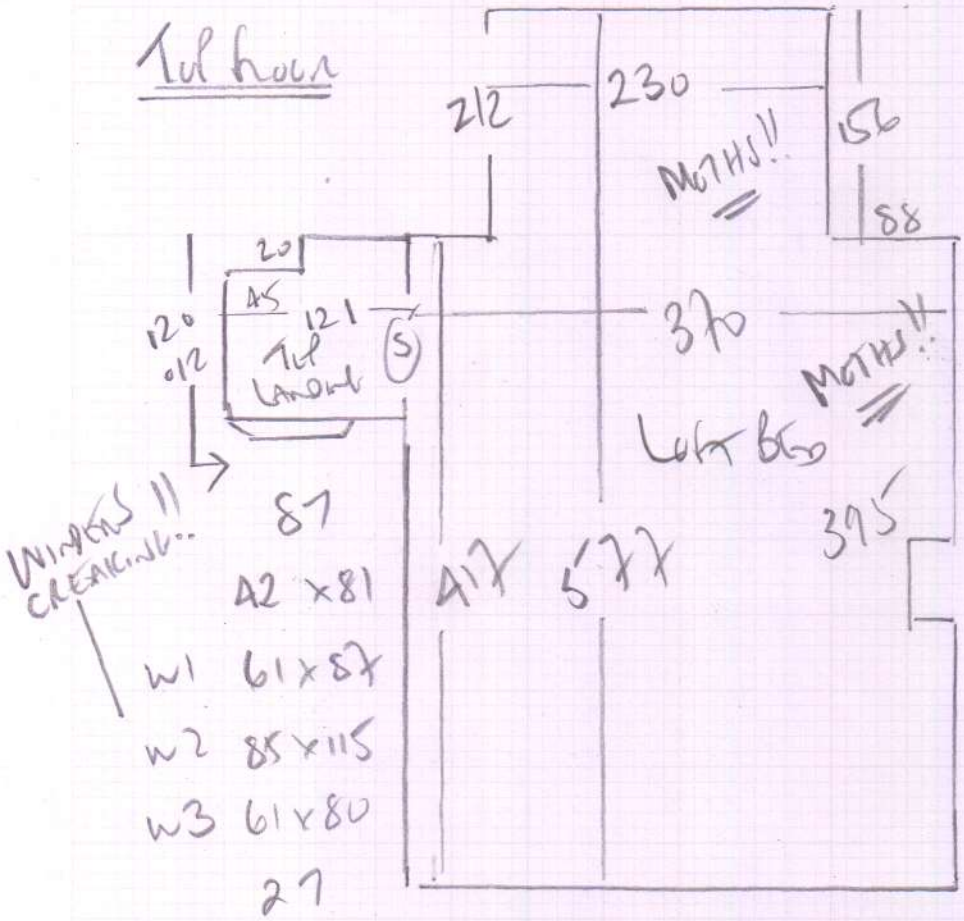 Top floor
212
230
156
MOTHS!!
88
20
45
121
120
.012
Top
Landing
S
370
MOTHS!!
Loft Bed
395
WINDERS!!
CREAKING..
87
42 x 81
417
577
W1 61 x 87
W2 85 x 115
W3 61 x 80
27